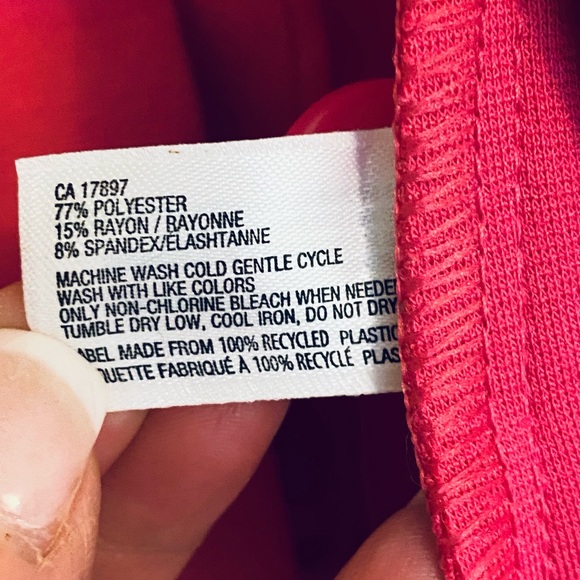 CA 17897
77% POLYESTER
15% RAYON / RAYONNE
8% SPANDEX/ELASHTANNE
MACHINE WASH COLD GENTLE CYCLE
WASH WITH LIKE COLORS
ONLY NON-CHLORINE BLEACH WHEN NEEDE
TUMBLE DRY LOW, COOL IRON, DO NOT DRY
ABEL MADE FROM 100% RECYCLED PLASTIC
QUETTE FABRIQUÉ À 100% RECYCLÉ PLAS